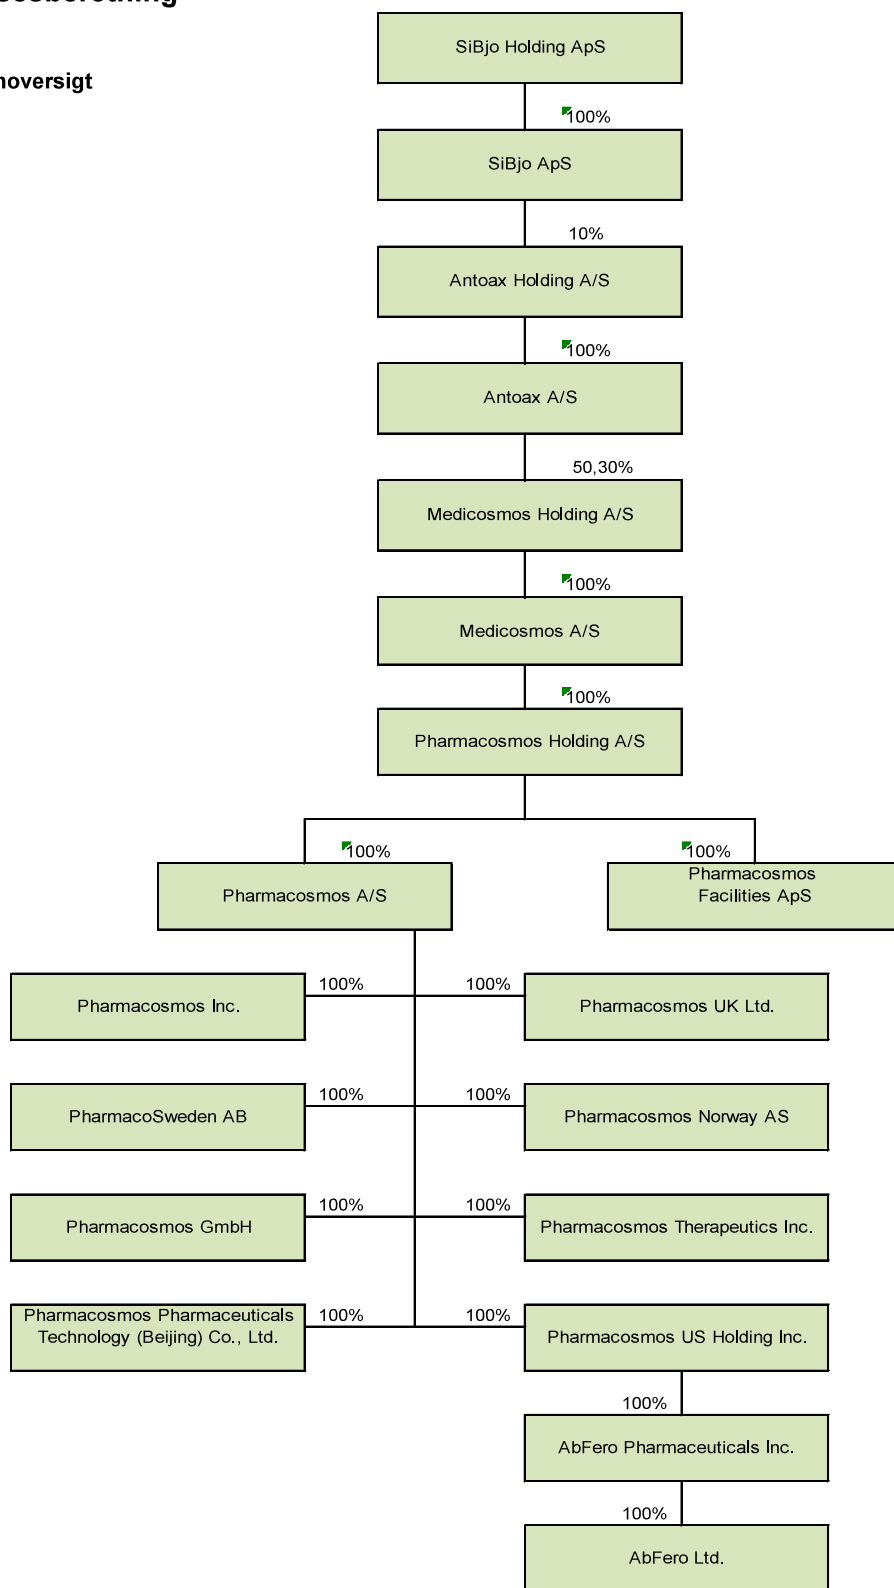 SiBjo Holding ApS
noversigt
100%
SiBjo ApS
10%
Antoax Holding A/S
100%
Antoax A/S
50,30%
Medicosmos Holding A/S
100%
Medicosmos A/S
100%
Pharmacosmos Holding A/S
100%
100%
Pharmacosmos A/S
Pharmacosmos
Facilities ApS
100%
100%
Pharmacosmos Inc.
Pharmacosmos UK Ltd.
100%
100%
PharmacoSweden AB
Pharmacosmos Norway AS
100%
100%
Pharmacosmos GmbH
Pharmacosmos Therapeutics Inc.
Pharmacosmos Pharmaceuticals
Technology (Beijing) Co., Ltd.
100%
100%
Pharmacosmos US Holding Inc.
100%
AbFero Pharmaceuticals Inc.
100%
AbFero Ltd.